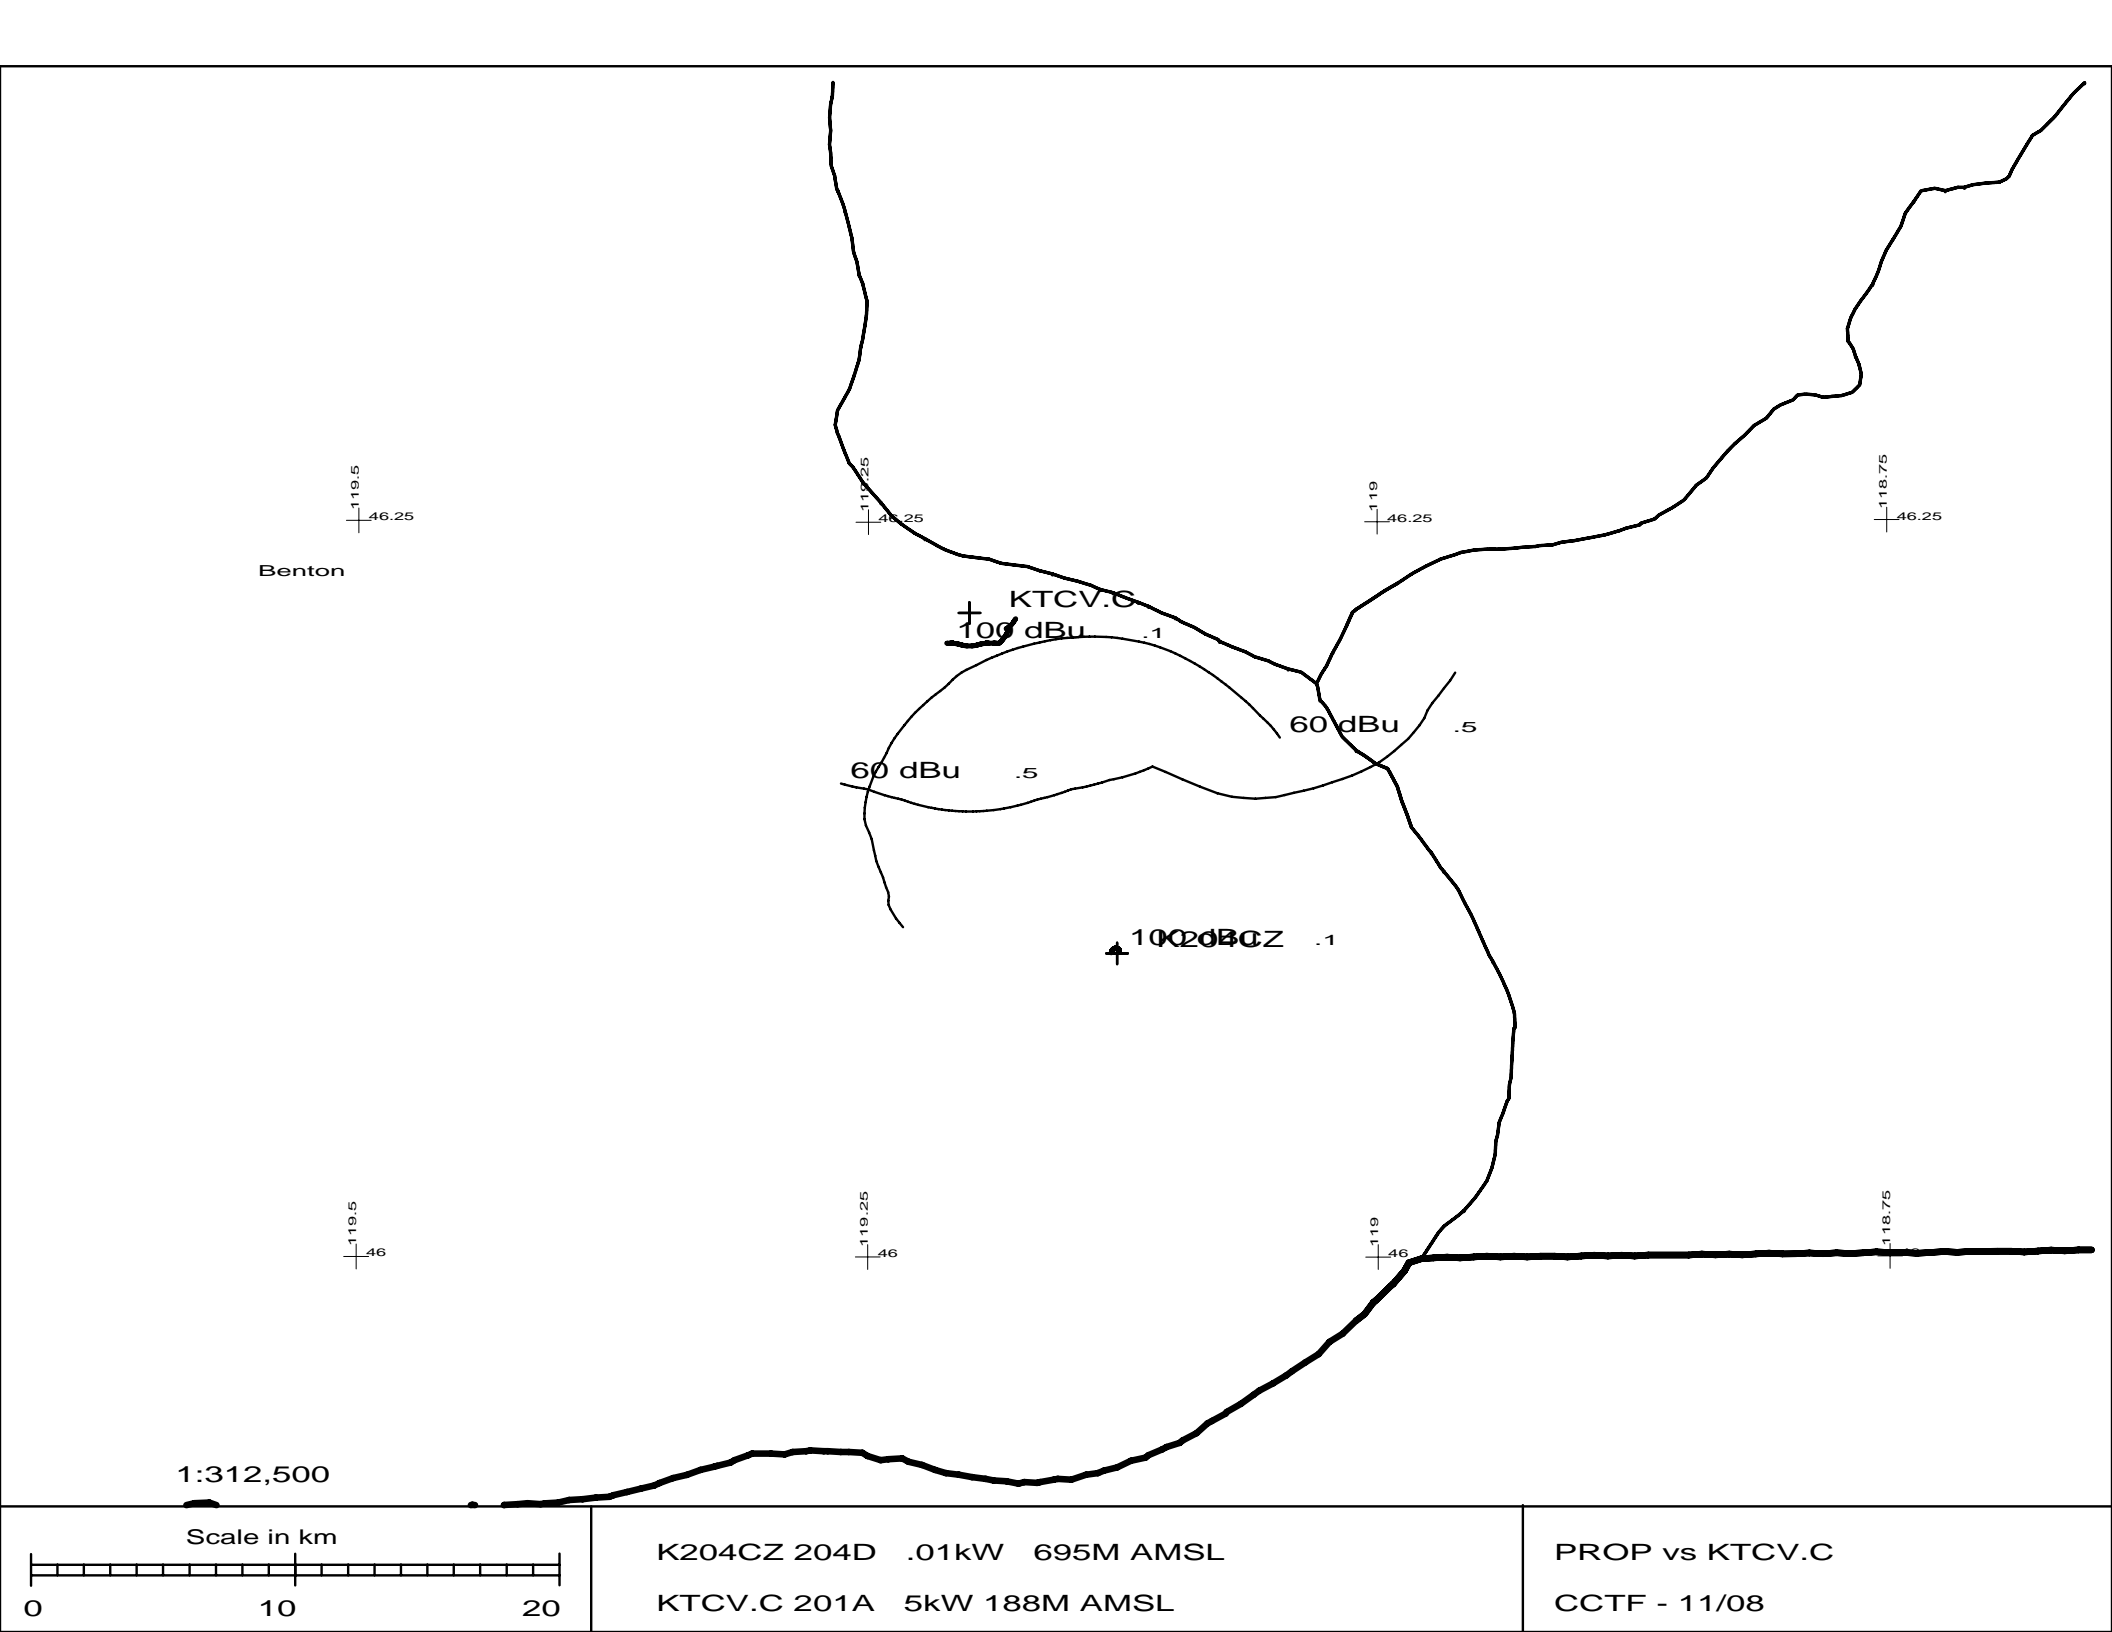 119.5
119.25
119
118.75
46.25
46.25
46.25
46.25
Benton
KTCV.C
100 dBu .1
60 dBu .5
60 dBu .5
100 dBu .1
K204CZ
119.5
119.25
119
118.75
46
46
46
1:312,500
Scale in km
0 10 20
K204CZ 204D .01kW 695M AMSL
KTCV.C 201A 5kW 188M AMSL
PROP vs KTCV.C
CCTF - 11/08